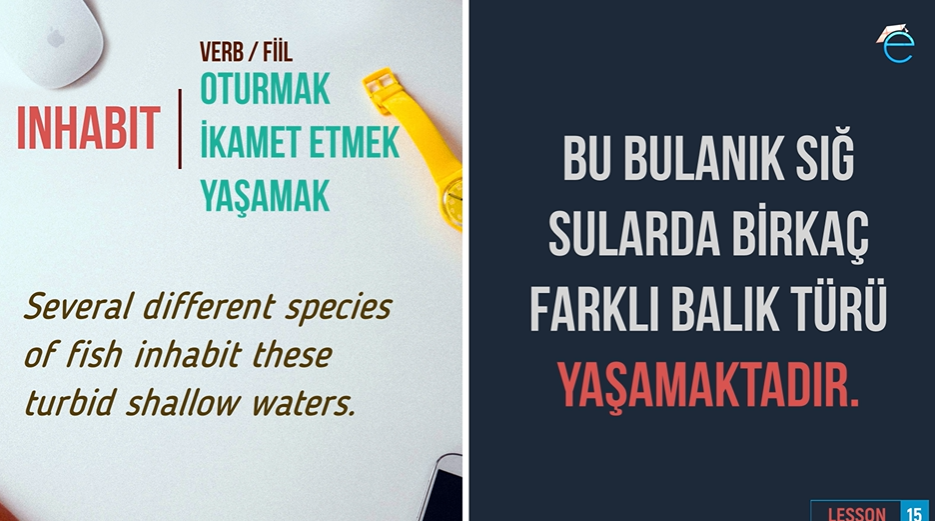 INHABIT
VERB / FİİL
OTURMAK
İKAMET ETMEK
YAŞAMAK
Several different species
of fish inhabit these
turbid shallow waters.
e
BU BULANIK SIĞ
SULARDA BİRKAÇ
FARKLI BALIK TÜRÜ
YAŞAMAKTADIR.
LESSON 15